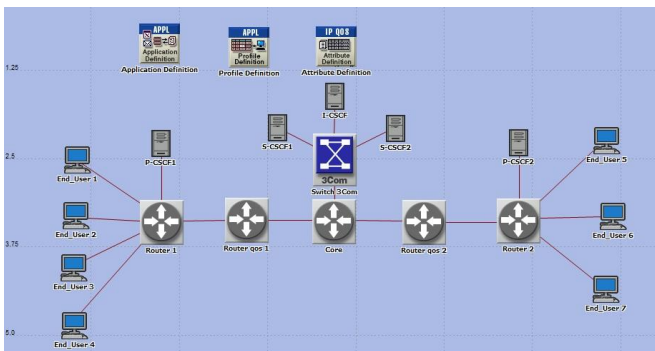 APPL
Application
Definition
Application Definition
APPL
Profile
Definition
Profile Definition
IP QOS
Attribute
Definition
Attribute Definition
1.25
I-CSCF
S-CSCF1
S-CSCF2
P-CSCF1
P-CSCF2
2.5
End_User 1
End_User 5
3Com
Switch 3Com
End_User 2
End_User 6
3.75
Router 1
Router qos 1
Core
Router qos 2
Router 2
End_User 3
End_User 7
5.0
End_User 4